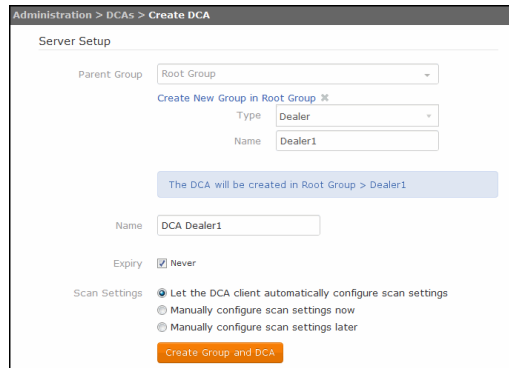 Administration > DCAs > Create DCA
Server Setup
Parent Group Root Group
Create New Group in Root Group ✖
Type Dealer
Name Dealer1
The DCA will be created in Root Group > Dealer1
Name DCA Dealer1
Expiry Never
Scan Settings Let the DCA client automatically configure scan settings
Manually configure scan settings now
Manually configure scan settings later
Create Group and DCA